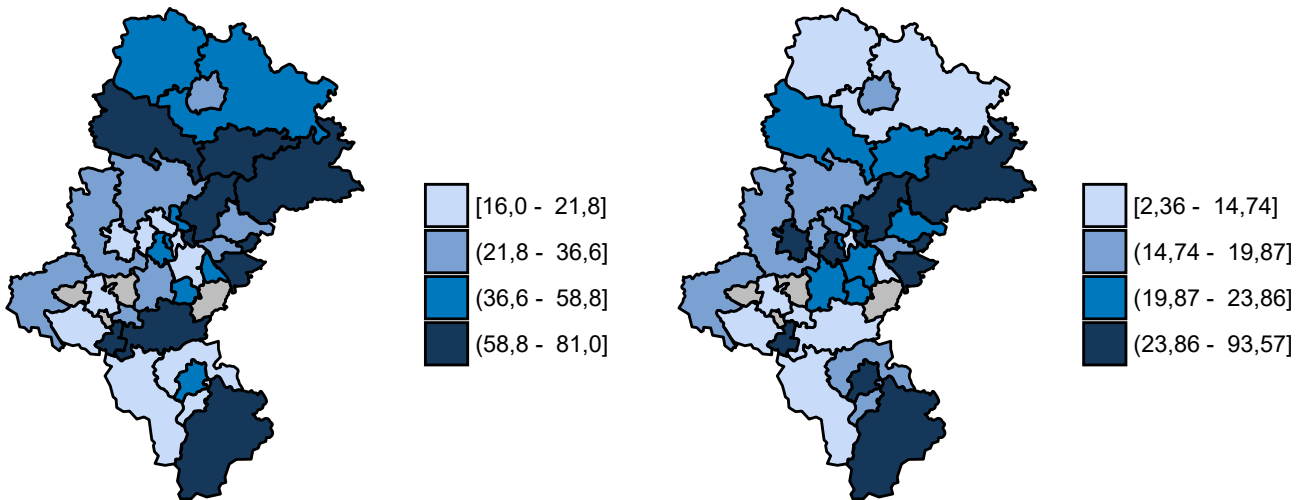 [16,0 - 21,8]
(21,8 - 36,6]
(36,6 - 58,8]
(58,8 - 81,0]
[2,36 - 14,74]
(14,74 - 19,87]
(19,87 - 23,86]
(23,86 - 93,57]